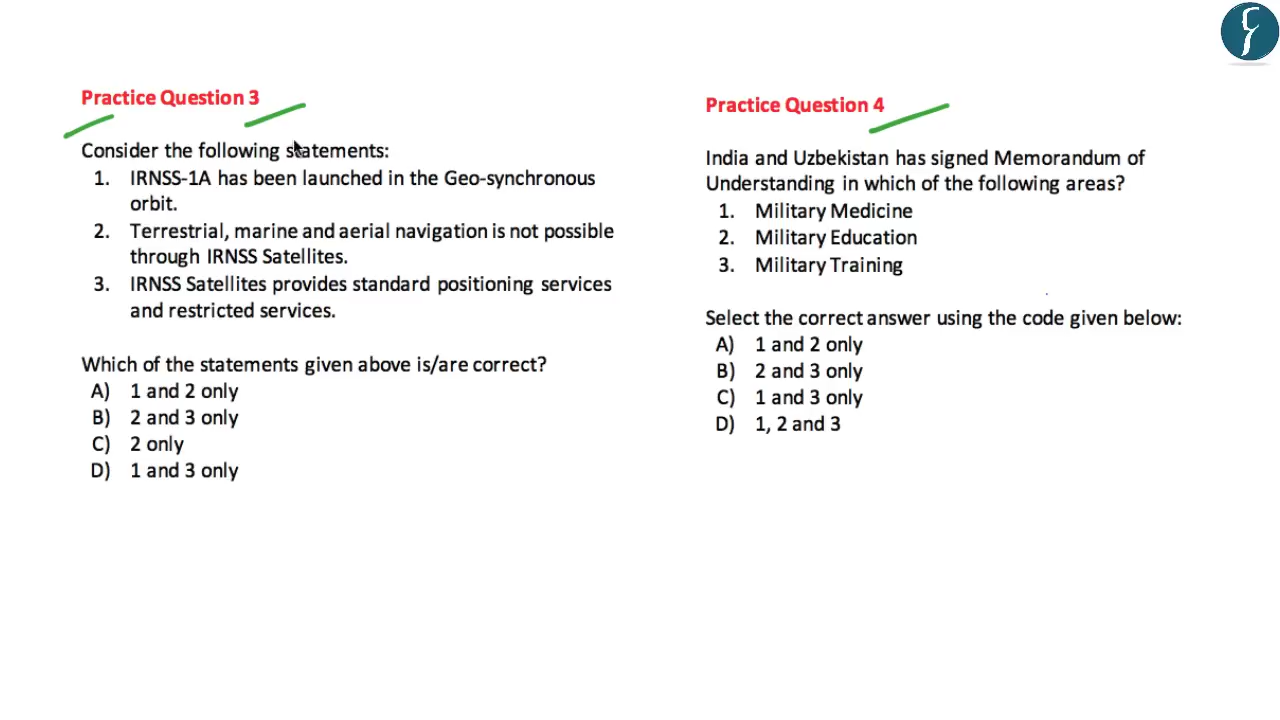 Practice Question 3
Consider the following statements:
1. IRNSS-1A has been launched in the Geo-synchronous
orbit.
2. Terrestrial, marine and aerial navigation is not possible
through IRNSS Satellites.
3. IRNSS Satellites provides standard positioning services
and restricted services.
Which of the statements given above is/are correct?
A) 1 and 2 only
B) 2 and 3 only
C) 2 only
D) 1 and 3 only
Practice Question 4
India and Uzbekistan has signed Memorandum of
Understanding in which of the following areas?
1. Military Medicine
2. Military Education
3. Military Training
Select the correct answer using the code given below:
A) 1 and 2 only
B) 2 and 3 only
C) 1 and 3 only
D) 1, 2 and 3